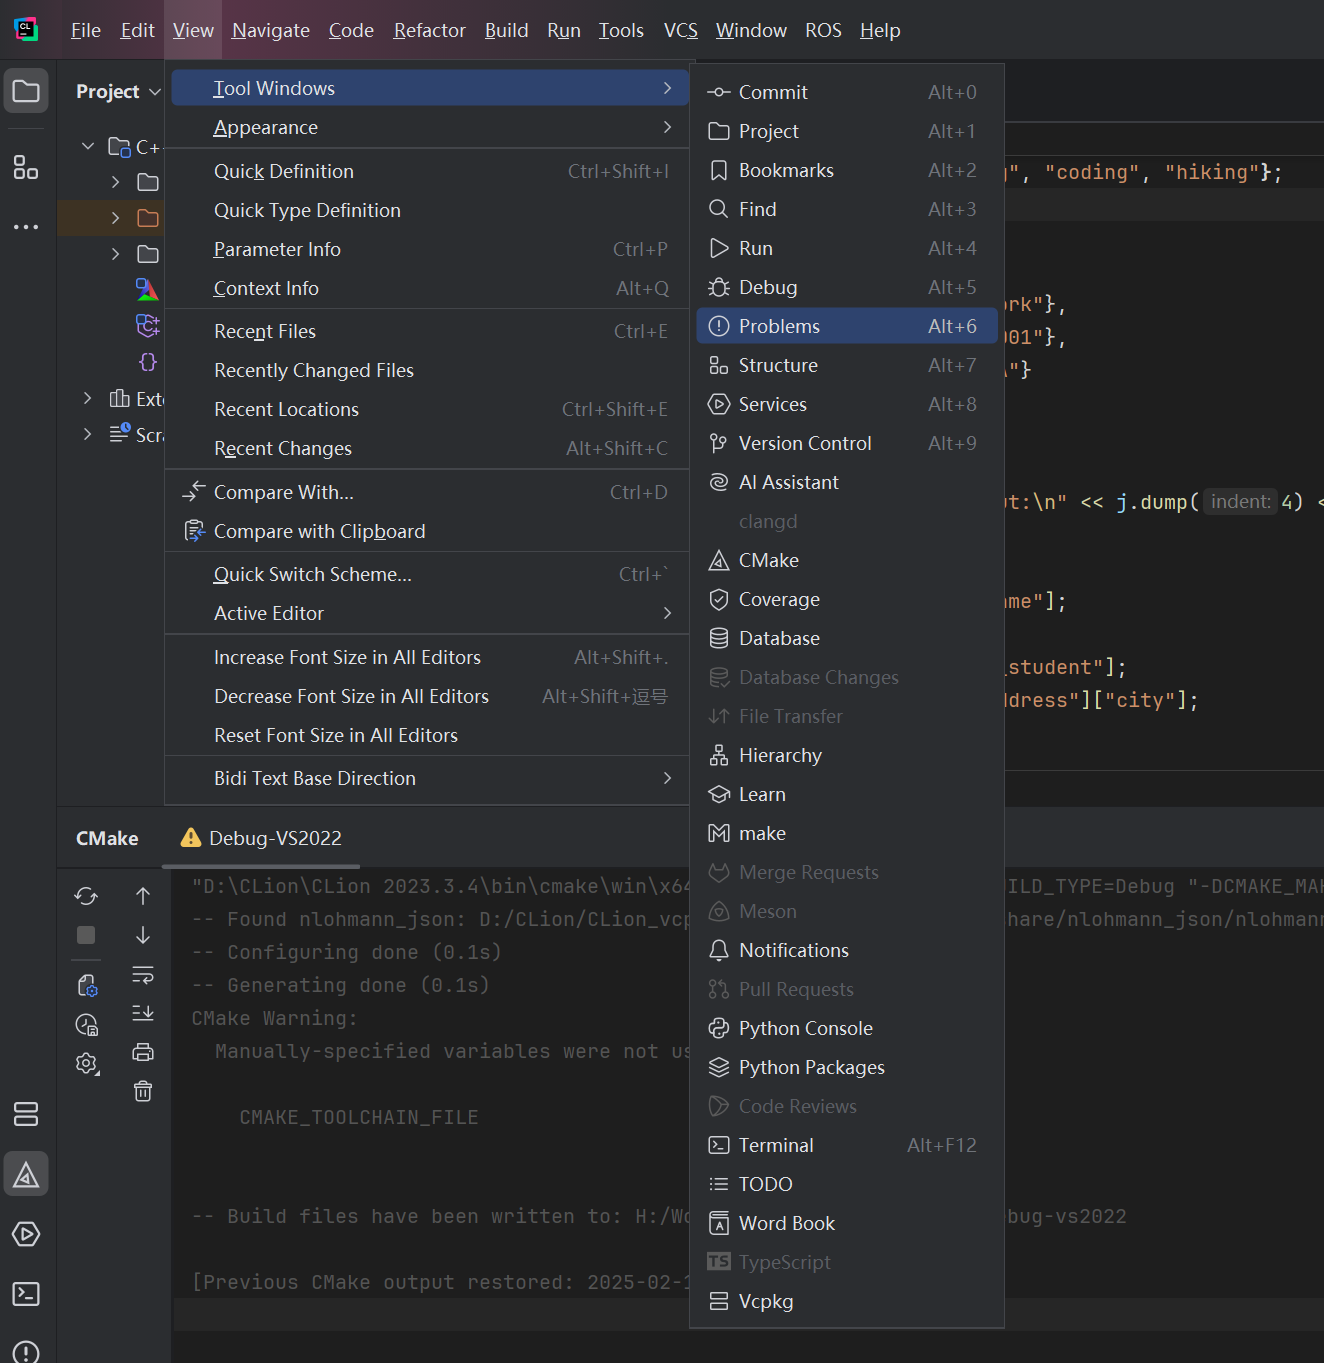 File Edit View Navigate Code Refactor Build Run Tools VCS Window ROS Help
Project
Tool Windows
Appearance
Quick Definition Ctrl+Shift+I
Quick Type Definition
Parameter Info Ctrl+P
Context Info Alt+Q
Recent Files Ctrl+E
Recently Changed Files
Recent Locations Ctrl+Shift+E
Recent Changes Alt+Shift+C
Compare With... Ctrl+D
Compare with Clipboard
Quick Switch Scheme... Ctrl+`
Active Editor
Increase Font Size in All Editors Alt+Shift+.
Decrease Font Size in All Editors Alt+Shift+逗号
Reset Font Size in All Editors
Bidi Text Base Direction
Commit Alt+0
Project Alt+1
Bookmarks Alt+2
Find Alt+3
Run Alt+4
Debug Alt+5
Problems Alt+6
Structure Alt+7
Services Alt+8
Version Control Alt+9
AI Assistant
clangd
CMake
Coverage
Database
Database Changes
File Transfer
Hierarchy
Learn
make
Merge Requests
Meson
Notifications
Pull Requests
Python Console
Python Packages
Code Reviews
Terminal Alt+F12
TODO
Word Book
TS TypeScript
Vcpkg
", "coding", "hiking"};
rk"},
001"},
"}
t:\n" << j.dump( indent: 4) <
me"];
_student"];
dress"]["city"];
C+
Exte
Scra
CMake Debug-VS2022
"D:\CLion\CLion 2023.3.4\bin\cmake\win\x64 UILD_TYPE=Debug "-DCMAKE_MAK
-- Found nlohmann_json: D:/CLion/CLion_vcp share/nlohmann_json/nlohmann
-- Configuring done (0.1s)
-- Generating done (0.1s)
CMake Warning:
Manually-specified variables were not us
CMAKE_TOOLCHAIN_FILE
-- Build files have been written to: H:/Wo bug-vs2022
[Previous CMake output restored: 2025-02-1